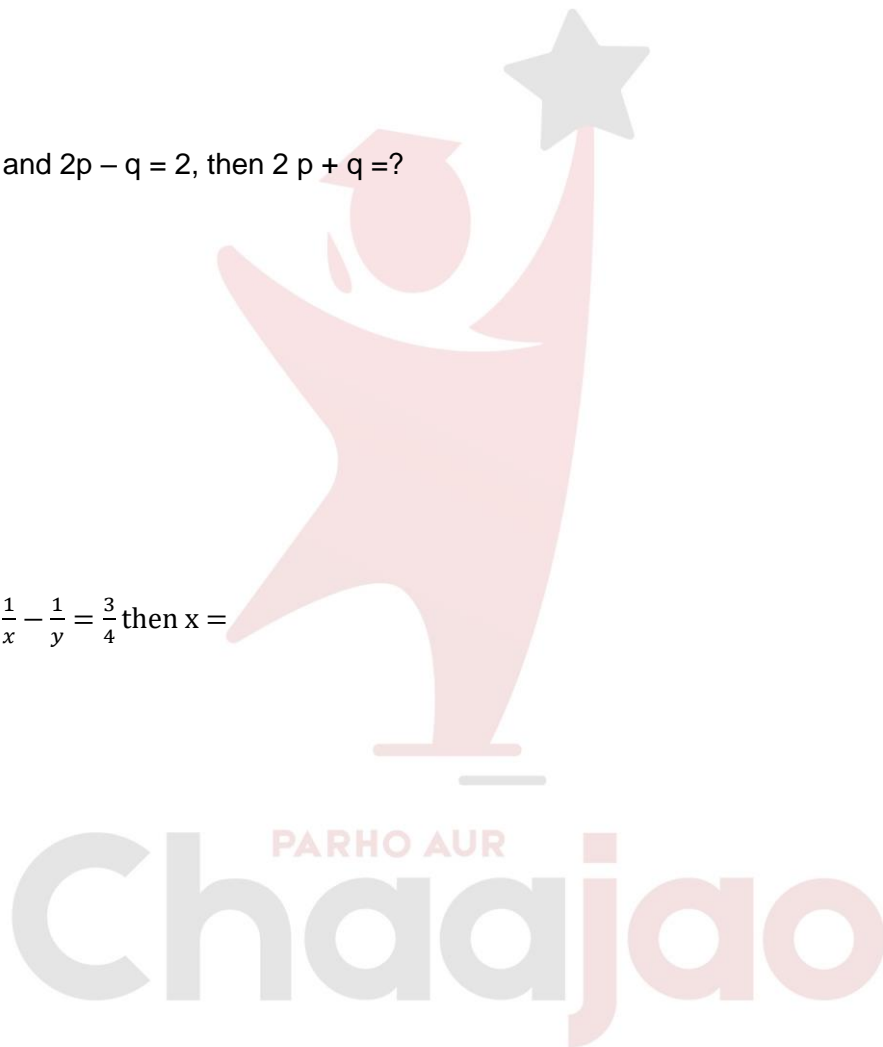 and 2p – q = 2, then 2 p + q =?
1/x − 1/y = 3/4 then x =
PARHO AUR
Chaajao